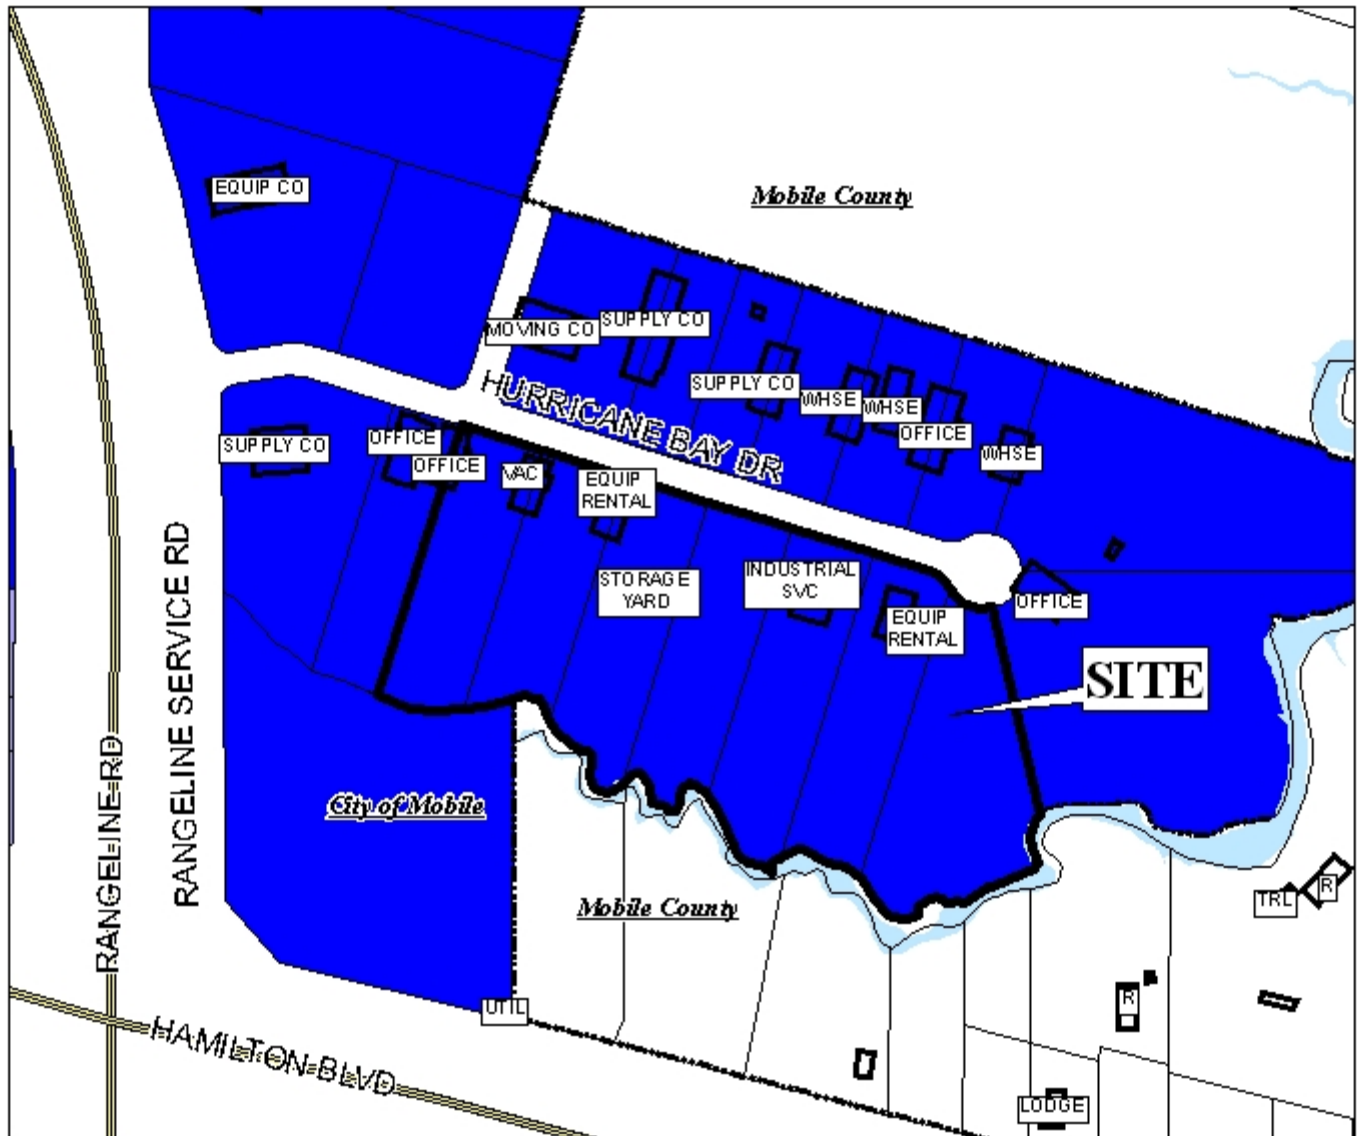 EQUIP CO
Mobile County
MOVING CO
SUPPLY CO
SUPPLY CO
WHSE
WHSE
OFFICE
WHSE
HURRICANE BAY DR
SUPPLY CO
OFFICE
OFFICE
VAC
EQUIP
RENTAL
STORAGE
YARD
INDUSTRIAL
SVC
EQUIP
RENTAL
OFFICE
SITE
RANGELINE SERVICE RD
RANGELINE RD
City of Mobile
Mobile County
TRL
R
R
UTIL
HAMILTON BLVD
LODGE